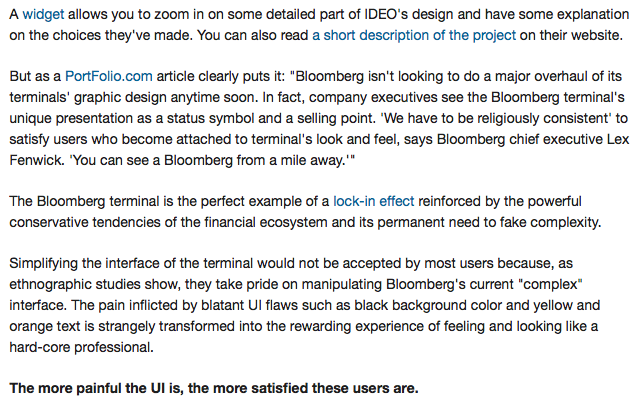 A widget allows you to zoom in on some detailed part of IDEO's design and have some explanation
on the choices they've made. You can also read a short description of the project on their website.
But as a PortFolio.com article clearly puts it: "Bloomberg isn't looking to do a major overhaul of its
terminals' graphic design anytime soon. In fact, company executives see the Bloomberg terminal's
unique presentation as a status symbol and a selling point. 'We have to be religiously consistent' to
satisfy users who become attached to terminal's look and feel, says Bloomberg chief executive Lex
Fenwick. 'You can see a Bloomberg from a mile away.'"
The Bloomberg terminal is the perfect example of a lock-in effect reinforced by the powerful
conservative tendencies of the financial ecosystem and its permanent need to fake complexity.
Simplifying the interface of the terminal would not be accepted by most users because, as
ethnographic studies show, they take pride on manipulating Bloomberg's current "complex"
interface. The pain inflicted by blatant UI flaws such as black background color and yellow and
orange text is strangely transformed into the rewarding experience of feeling and looking like a
hard-core professional.
The more painful the UI is, the more satisfied these users are.